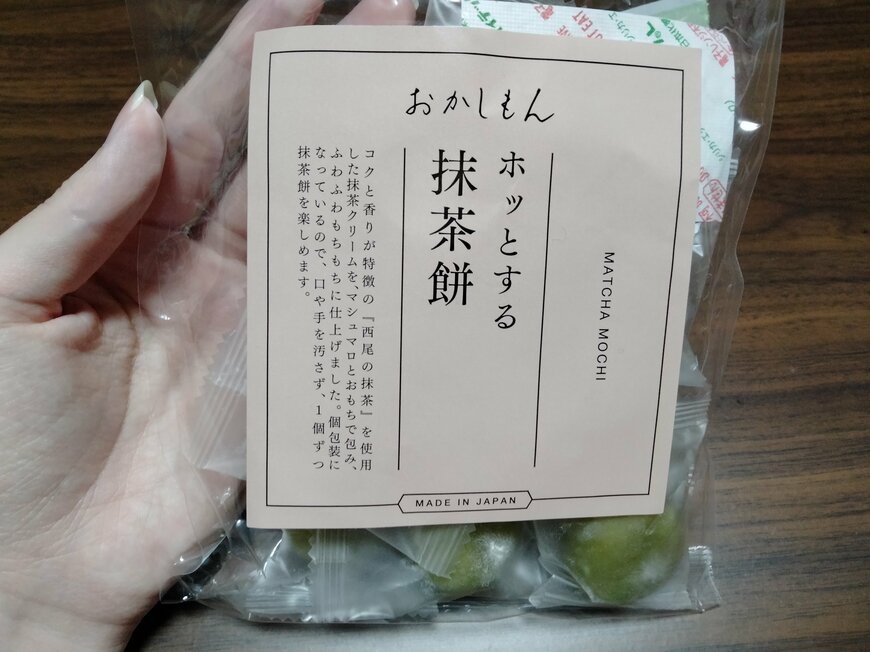 おかしもん
MATCHA MOCHI
ホッとする
抹茶餅
コクと香りが特徴の『西尾の抹茶』を使用
した抹茶クリームを、マシュマロとおもちで包み、
ふわふわもちもちに仕上げました。個包装に
なっているので、口や手を汚さず、1個ずつ
抹茶餅を楽しめます。
MADE IN JAPAN